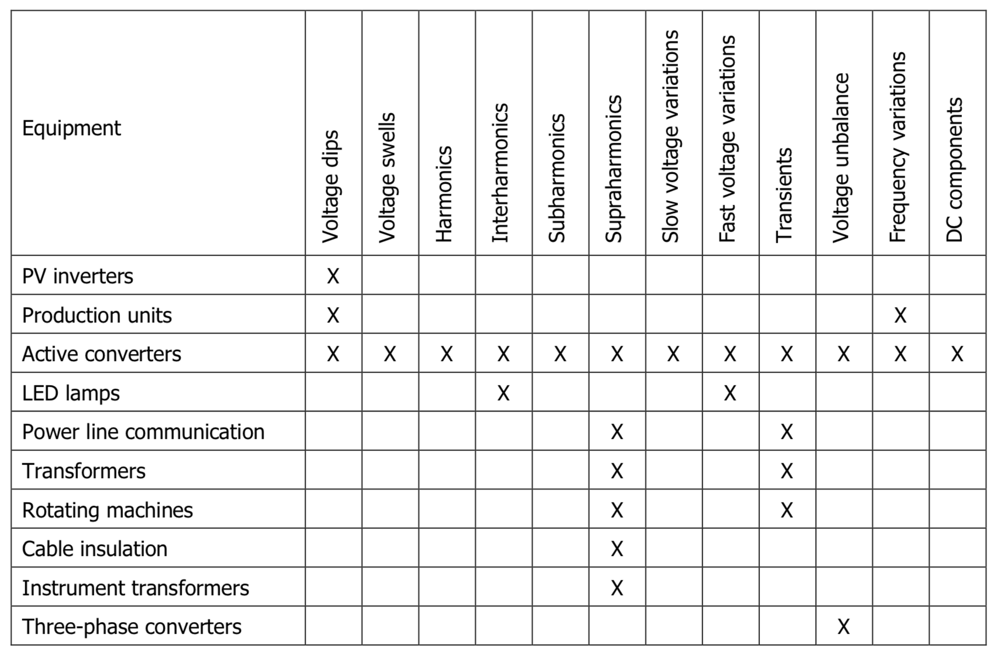 Equipment
Voltage dips
Voltage swells
Harmonics
Interharmonics
Subharmonics
Supraharmonics
Slow voltage variations
Fast voltage variations
Transients
Voltage unbalance
Frequency variations
DC components
PV inverters X
Production units X X
Active converters X X X X X X X X X X X X
LED lamps X X
Power line communication X X
Transformers X X
Rotating machines X X
Cable insulation X
Instrument transformers X
Three-phase converters X